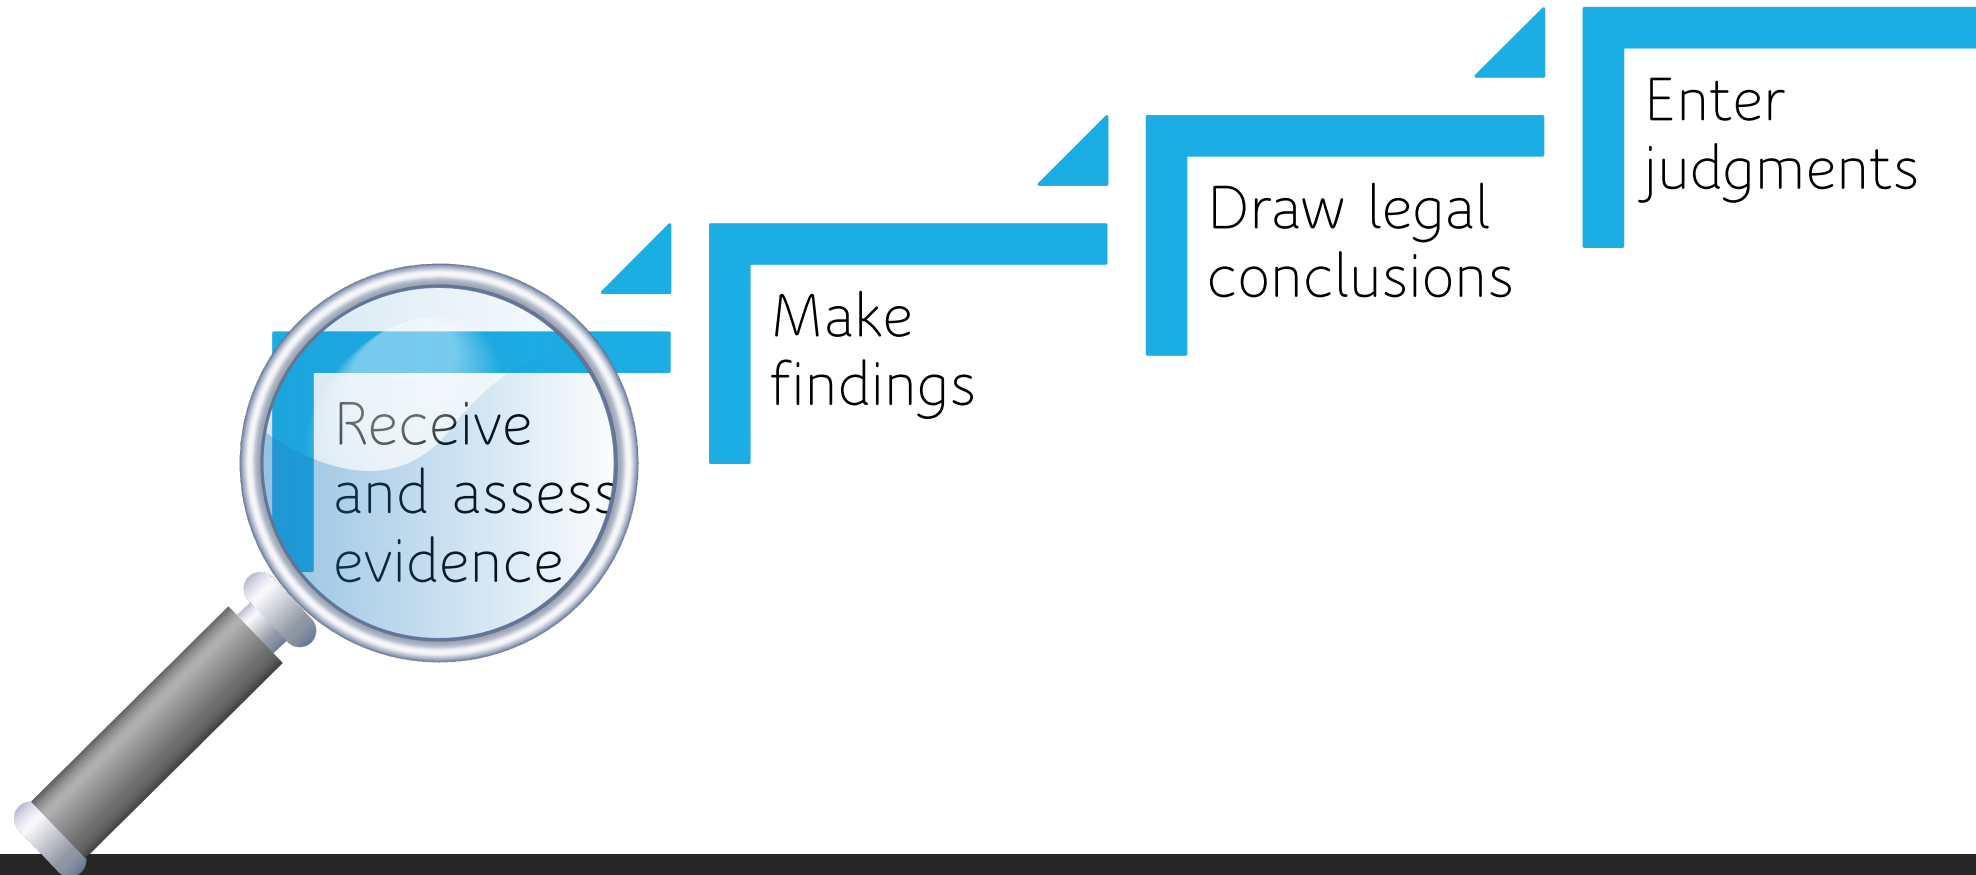 Receive
and assess
evidence
Make
findings
Draw legal
conclusions
Enter
judgments